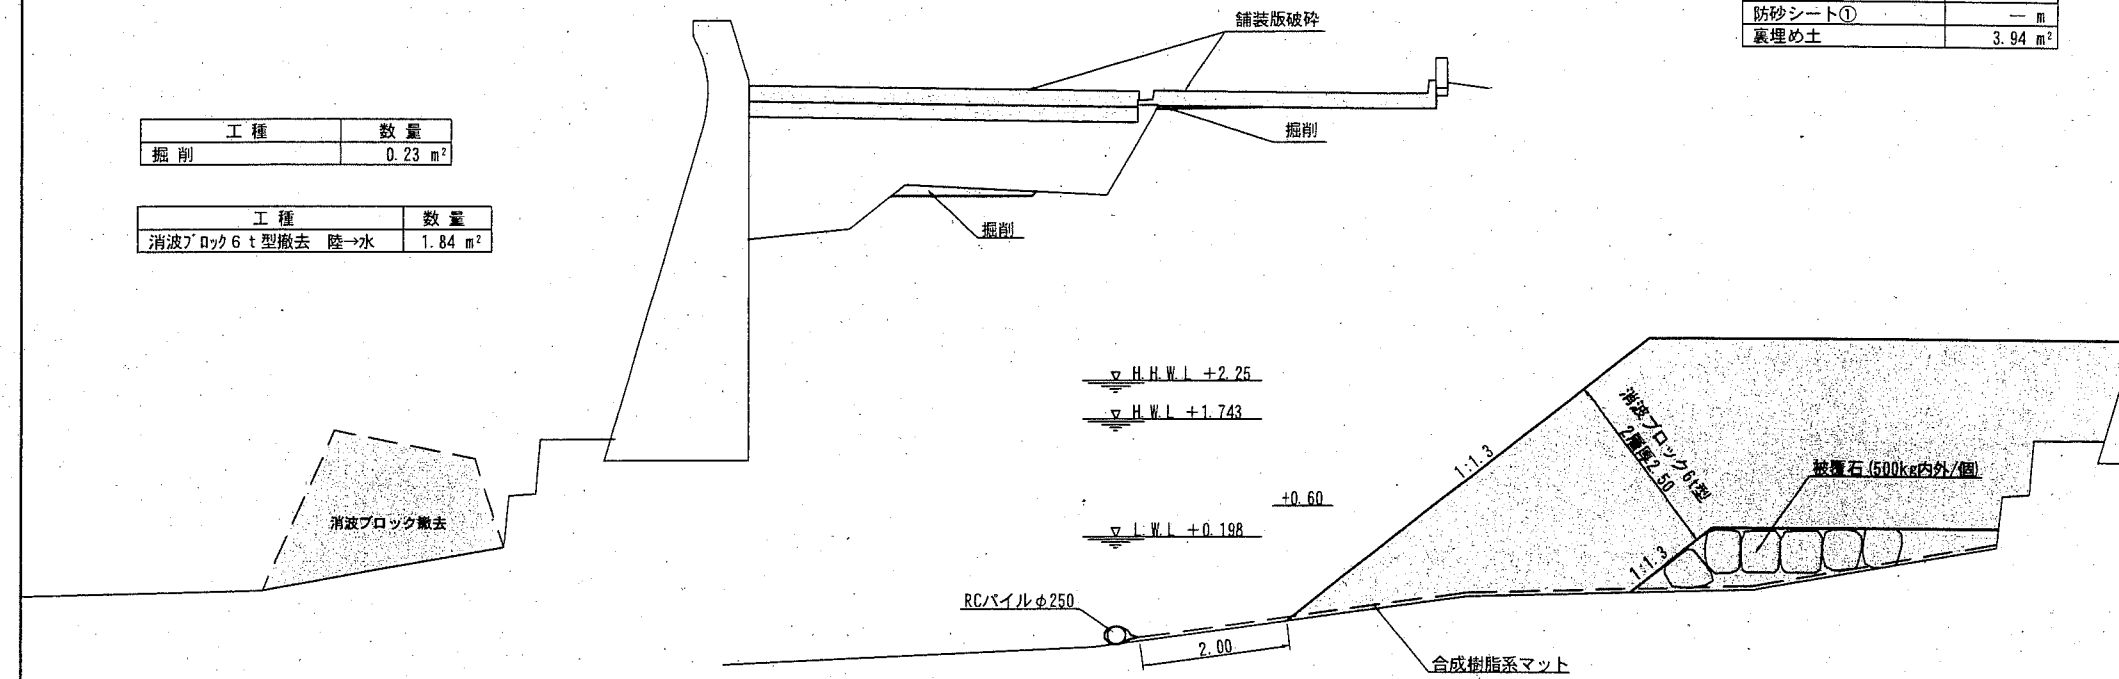 舗装版破砕
防砂シート① － m
裏埋め土 3.94 m²
工種 数量
掘削 0.23 m²
掘削
工種 数量
消波ブロック6t型撤去 陸→水 1.84 m²
掘削
H.H.W.L +2.25
H.W.L +1.743
消波ブロック6t型
2層厚2.50
1:1.3
被覆石(500kg内外/個)
+0.60
消波ブロック撤去
L.W.L +0.198
1:1.3
RCパイルφ250
2.00
合成樹脂系マット